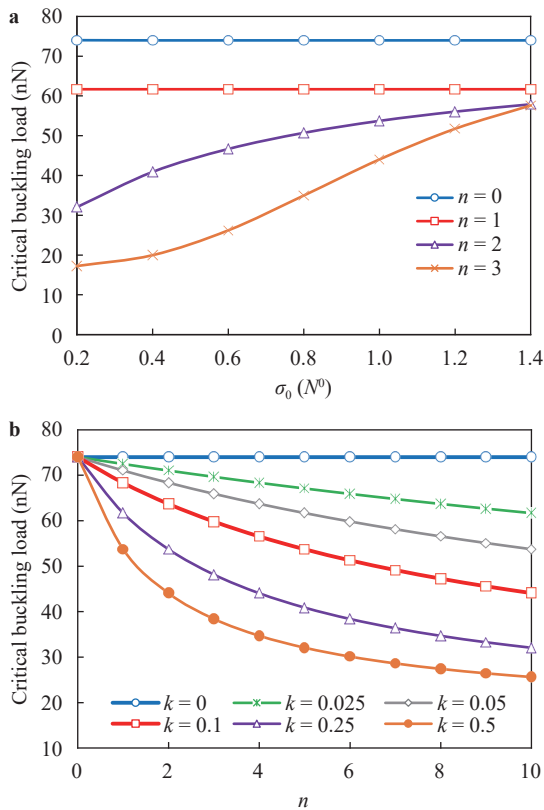 a
80
70
60
50
40
30
20
10
0
Critical buckling load (nN)
n = 0
n = 1
n = 2
n = 3
0.2 0.4 0.6 0.8 1.0 1.2 1.4
σ₀ (N⁰)
b
80
70
60
50
40
30
20
10
Critical buckling load (nN)
k = 0 k = 0.025 k = 0.05
k = 0.1 k = 0.25 k = 0.5
0 2 4 6 8 10
n